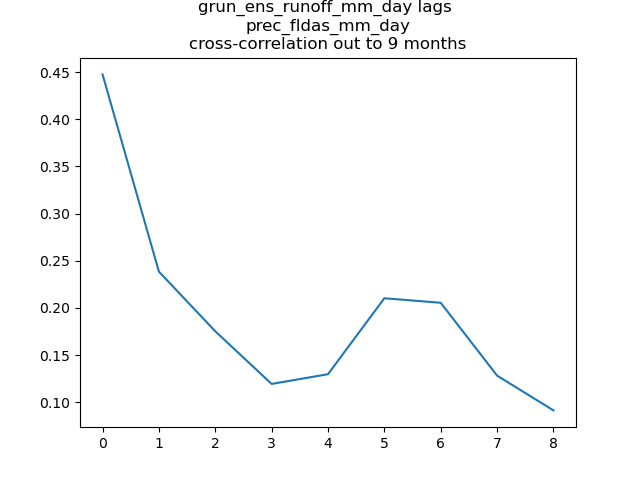 grun_ens_runoff_mm_day lags
prec_fldas_mm_day
cross-correlation out to 9 months
0.45
0.40
0.35
0.30
0.25
0.20
0.15
0.10
0 1 2 3 4 5 6 7 8